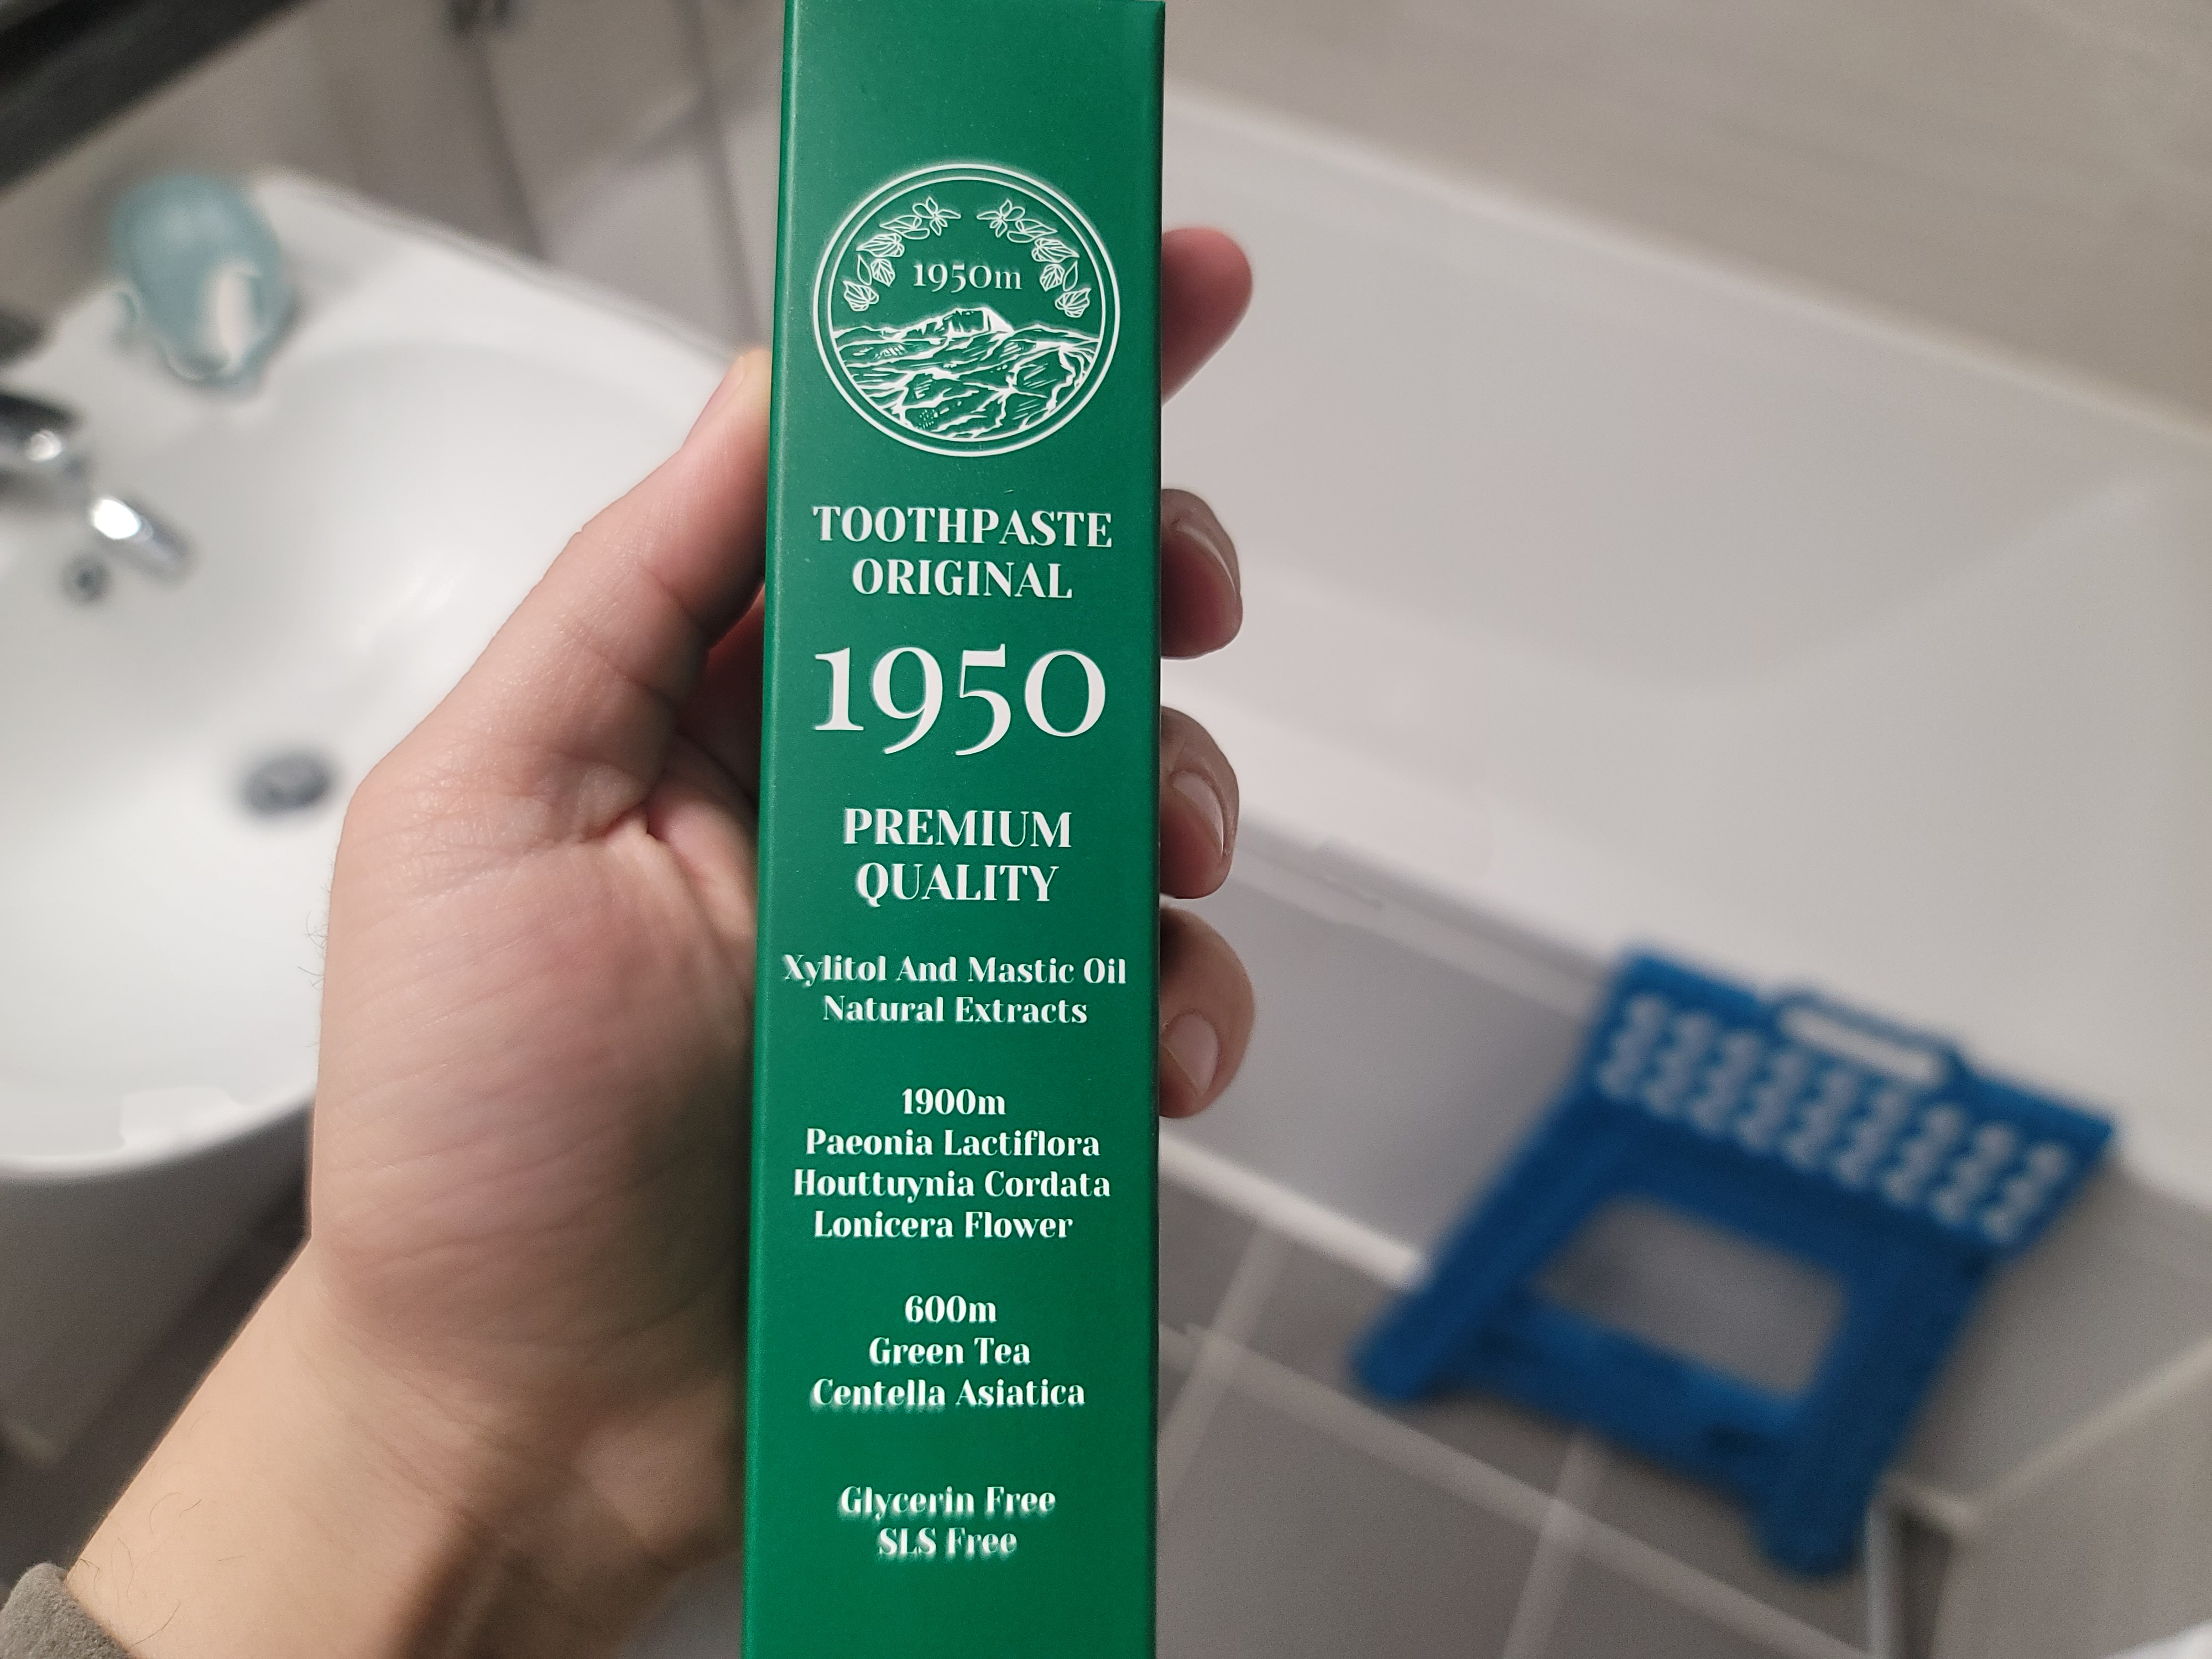 1950m
TOOTHPASTE
ORIGINAL
1950
PREMIUM
QUALITY
Xylitol And Mastic Oil
Natural Extracts
1900m
Paeonia Lactiflora
Houttuynia Cordata
Lonicera Flower
600m
Green Tea
Centella Asiatica
Glycerin Free
SLS Free